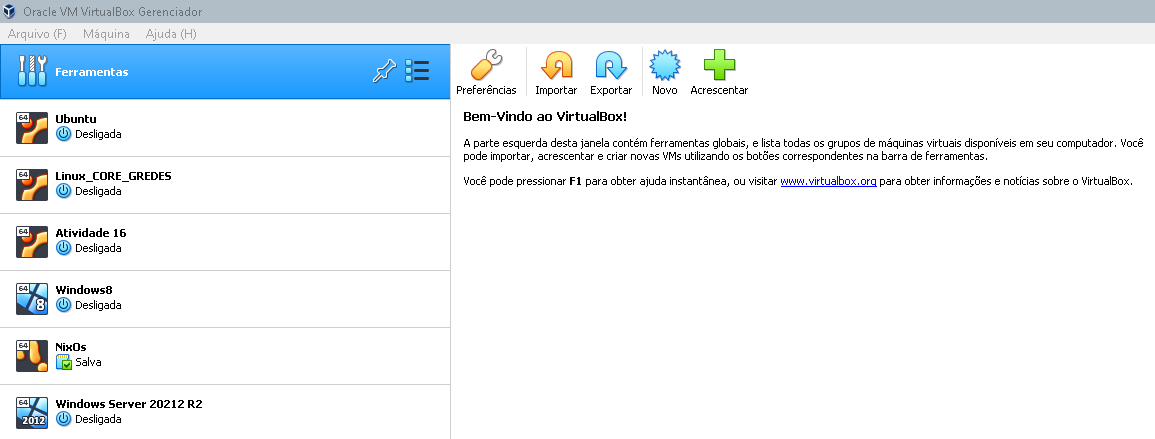 Oracle VM VirtualBox Gerenciador
Arquivo (F) Máquina Ajuda (H)
Ferramentas
Preferências Importar Exportar Novo Acrescentar
64 Ubuntu
Desligada
64 Linux_CORE_GREDES
Desligada
64 Atividade 16
Desligada
64 Windows8
8 Desligada
64 NixOs
Salva
64 Windows Server 20212 R2
2012 Desligada
Bem-Vindo ao VirtualBox!
A parte esquerda desta janela contém ferramentas globais, e lista todas os grupos de máquinas virtuais disponíveis em seu computador. Você
pode importar, acrescentar e criar novas VMs utilizando os botões correspondentes na barra de ferramentas.
Você pode pressionar F1 para obter ajuda instantânea, ou visitar www.virtualbox.org para obter informações e notícias sobre o VirtualBox.